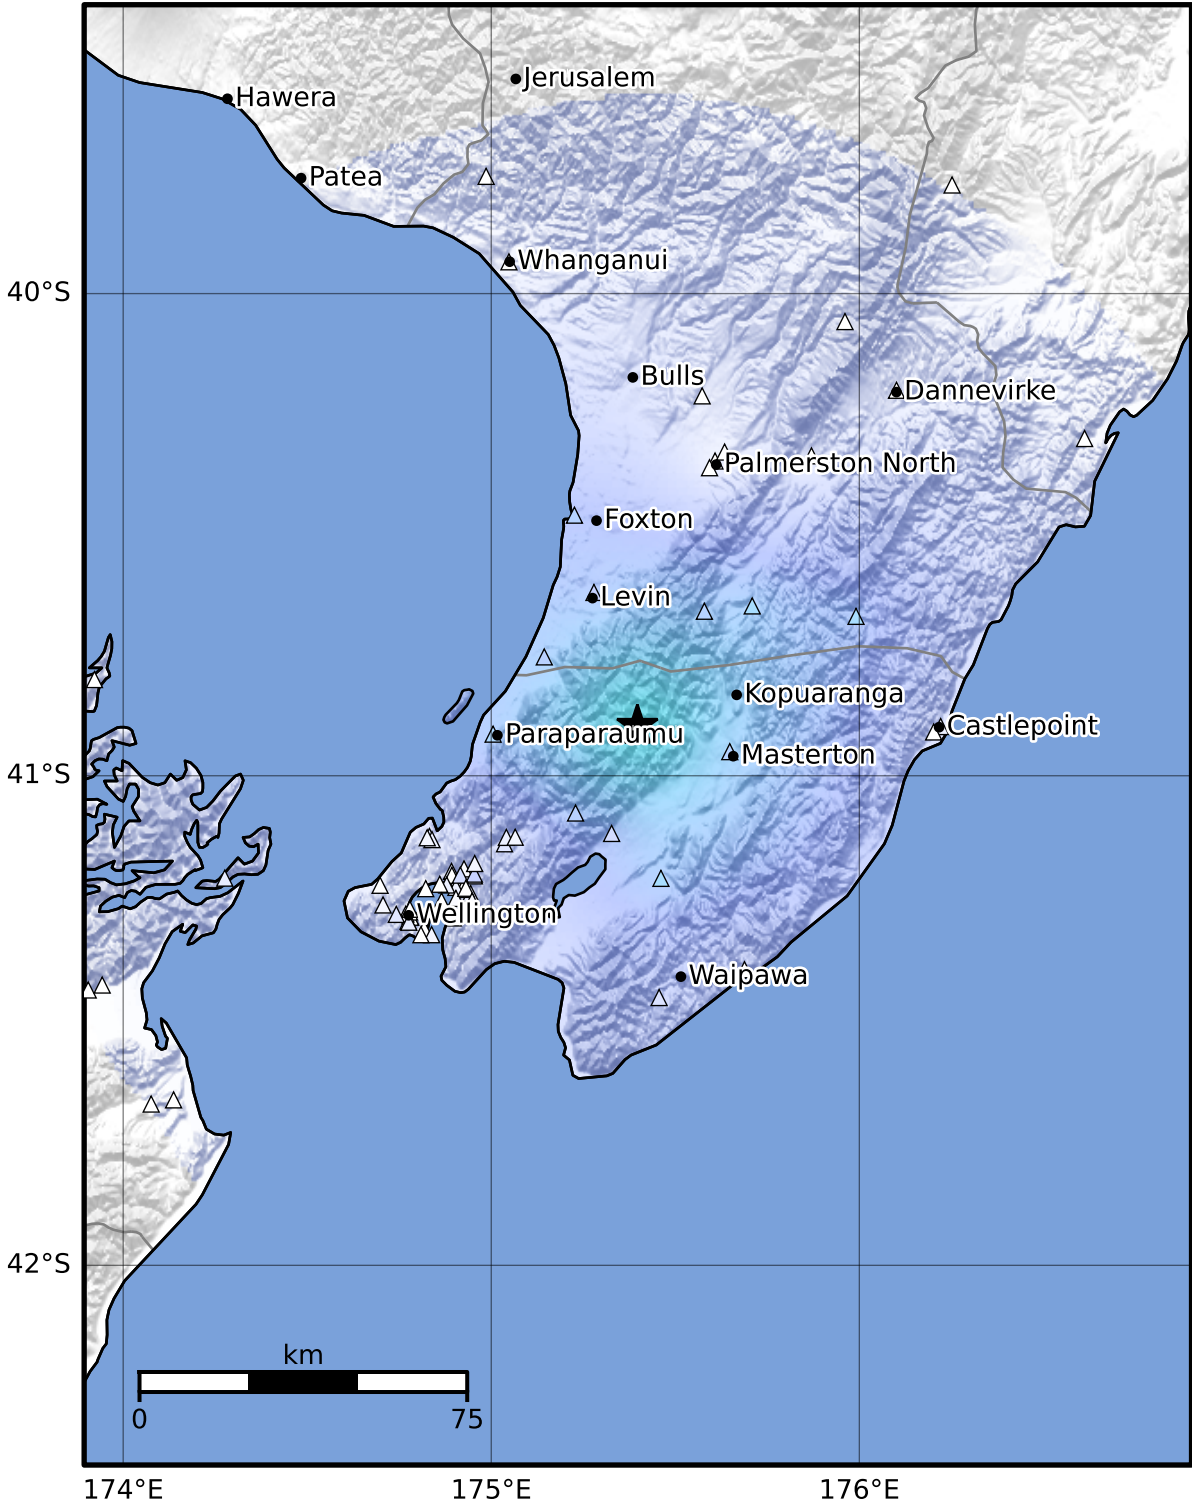 Jerusalem
Hawera
Patea
Whanganui
40°S
Bulls
Dannevirke
Palmerston North
Foxton
Levin
Kopuaranga
Castlepoint
Paraparaumu
Masterton
41°S
Wellington
Waipawa
42°S
km
0 75
174°E 175°E 176°E